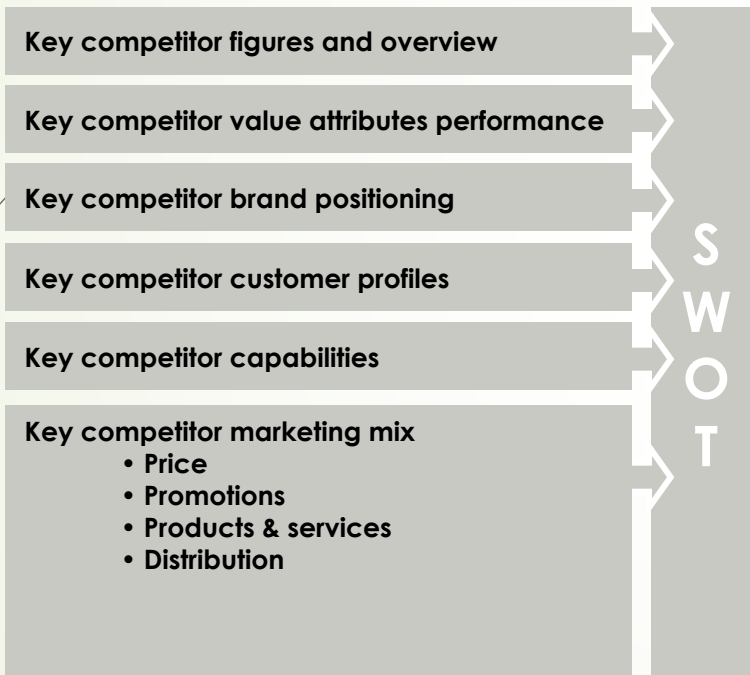 Key competitor figures and overview
Key competitor value attributes performance
Key competitor brand positioning
Key competitor customer profiles
Key competitor capabilities
Key competitor marketing mix
• Price
• Promotions
• Products & services
• Distribution
S
W
O
T